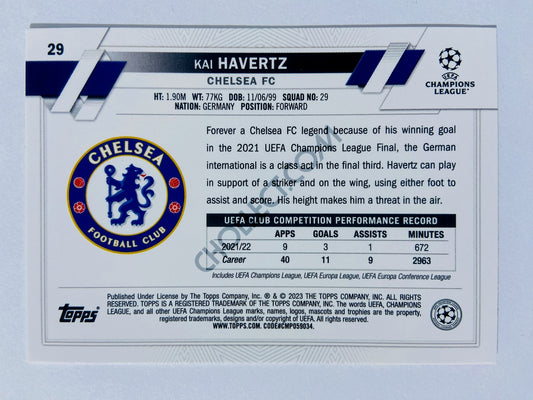 29
KAI HAVERTZ
CHELSEA FC
UEFA
CHAMPIONS
LEAGUE
HT: 1.90M WT: 77KG DOB: 11/06/99 SQUAD NO: 29
NATION: GERMANY POSITION: FORWARD
CHELSEA
FOOTBALL CLUB
Forever a Chelsea FC legend because of his winning goal
in the 2021 UEFA Champions League Final, the German
international is a class act in the final third. Havertz can play
in support of a striker and on the wing, using either foot to
assist and score. His height makes him a threat in the air.
UEFA CLUB COMPETITION PERFORMANCE RECORD
APPS GOALS ASSISTS MINUTES
2021/22 9 3 1 672
Career 40 11 9 2963
Includes UEFA Champions League, UEFA Europa League, UEFA Europa Conference League
CHOLLECT.COM
Topps
Published Under License by The Topps Company, Inc. ® & © 2023 THE TOPPS COMPANY, INC. ALL RIGHTS
RESERVED. TOPPS IS A REGISTERED TRADEMARK OF THE TOPPS COMPANY, INC. The words UEFA, CHAMPIONS
LEAGUE, and all other UEFA Champions League marks, names, logos, mascots and trophies are the property,
registered trademarks, designs and/or copyright of UEFA. All rights reserved.
WWW.TOPPS.COM. CODE#CMP059034.